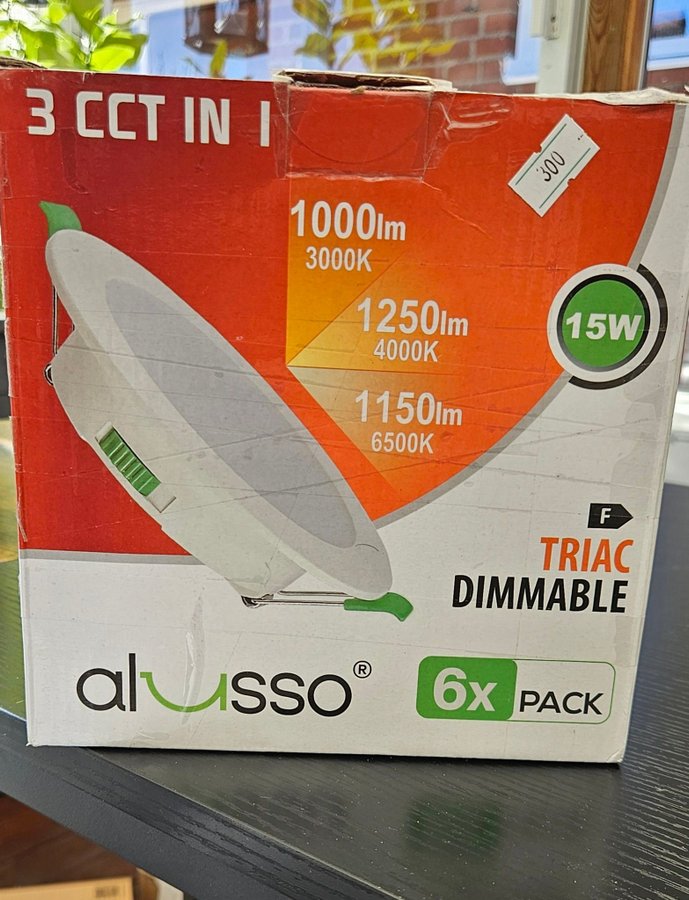 3 CCT IN 1
300
1000lm
3000K
1250lm
4000K
15W
1150lm
6500K
F
TRIAC
DIMMABLE
alusso®
6x PACK